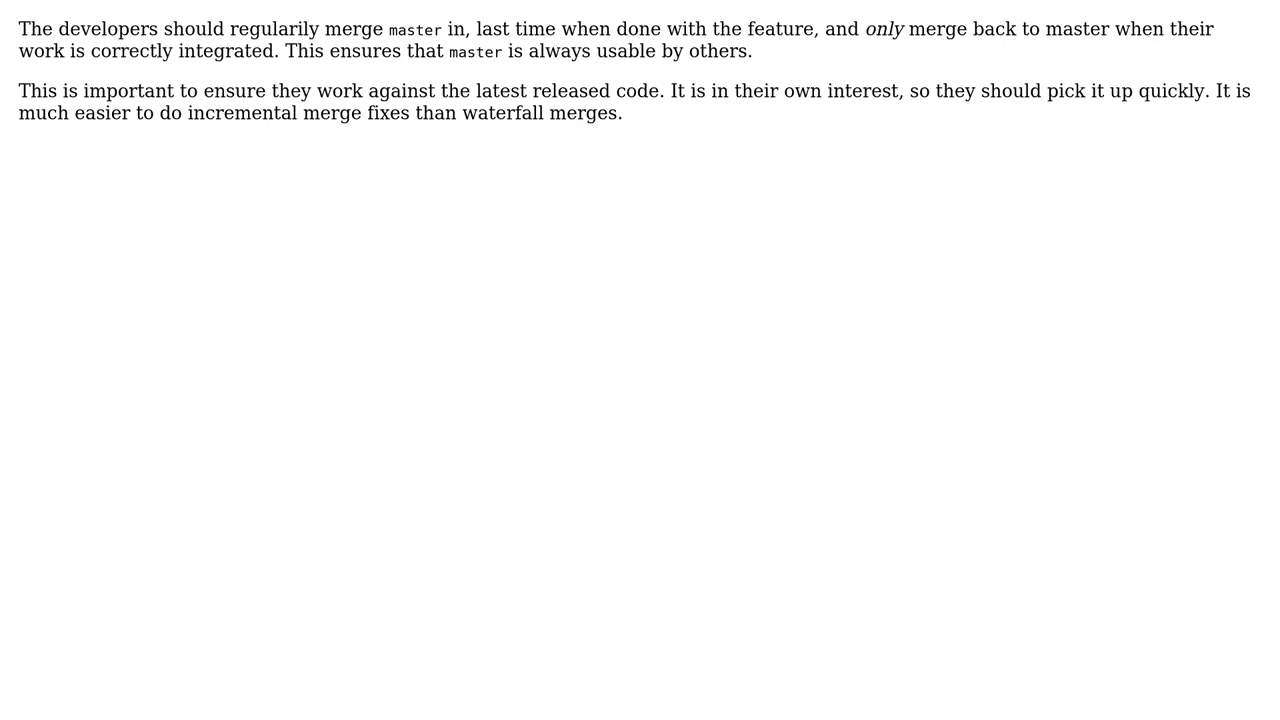 The developers should regularily merge master in, last time when done with the feature, and only merge back to master when their
work is correctly integrated. This ensures that master is always usable by others.
This is important to ensure they work against the latest released code. It is in their own interest, so they should pick it up quickly. It is
much easier to do incremental merge fixes than waterfall merges.